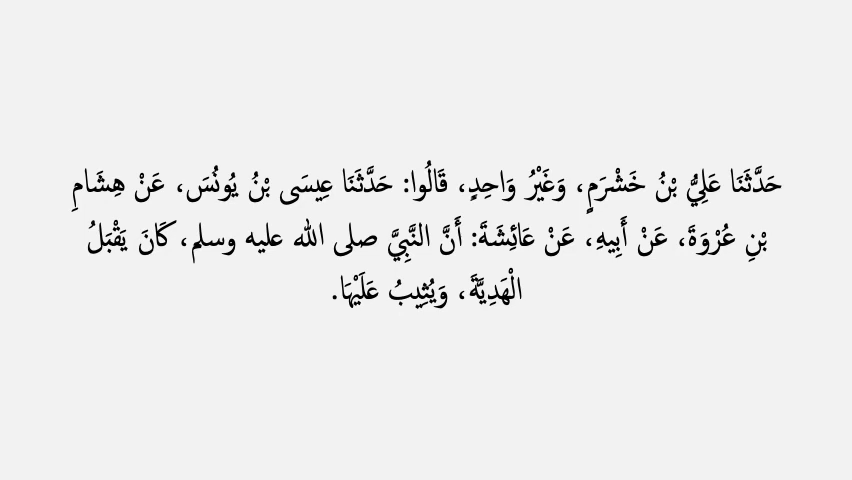 حَدَّثَنَا عَلِيُّ بْنُ خَشْرَمٍ، وَغَيْرُ وَاحِدٍ، قَالُوا: حَدَّثَنَا عِيسَى بْنُ يُونُسَ، عَنْ هِشَامِ
بْنِ عُرْوَةَ، عَنْ أَبِيهِ، عَنْ عَائِشَةَ: أَنَّ النَّبِيَّ صلى الله عليه وسلم، كَانَ يَقْبَلُ
الْهَدِيَّةَ، وَيُثِيبُ عَلَيْهَا.